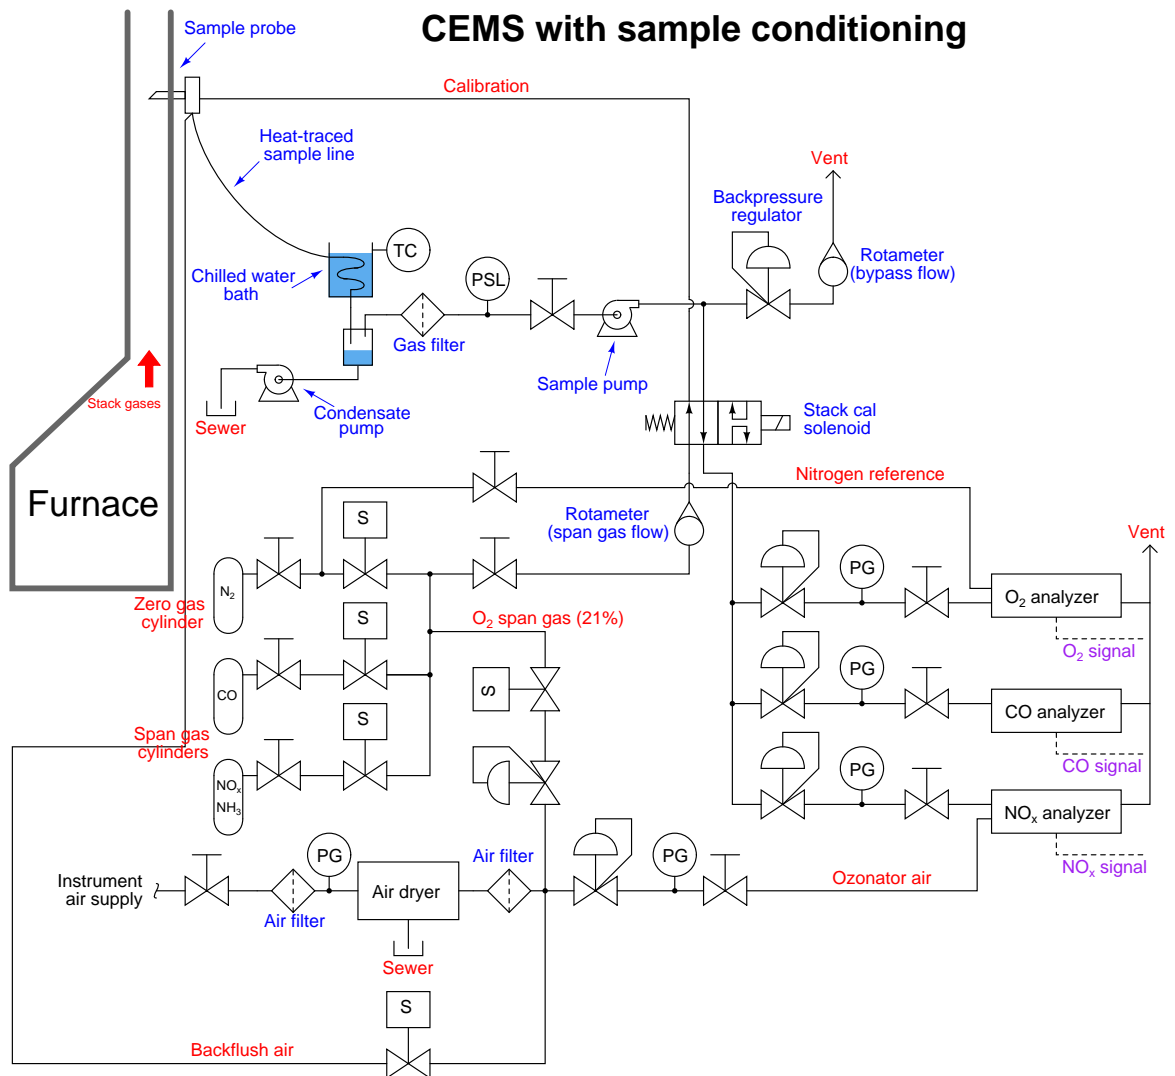 CEMS with sample conditioning
Sample probe
Calibration
Heat-traced
sample line
Vent
Backpressure
regulator
Rotameter
(bypass flow)
TC
Chilled water
bath
PSL
Gas filter
Sample pump
Stack gases
Condensate
pump
Sewer
Stack cal
solenoid
Furnace
Nitrogen reference
S
Rotameter
(span gas flow)
Vent
N₂
PG
O₂ analyzer
Zero gas
cylinder
S
O₂ span gas (21%)
O₂ signal
CO
S
PG
CO analyzer
Span gas
cylinders
S
CO signal
NOₓ
NH₃
PG
NOₓ analyzer
NOₓ signal
Instrument
air supply
PG
Air filter
Air dryer
Air filter
PG
Ozonator air
Sewer
S
Backflush air